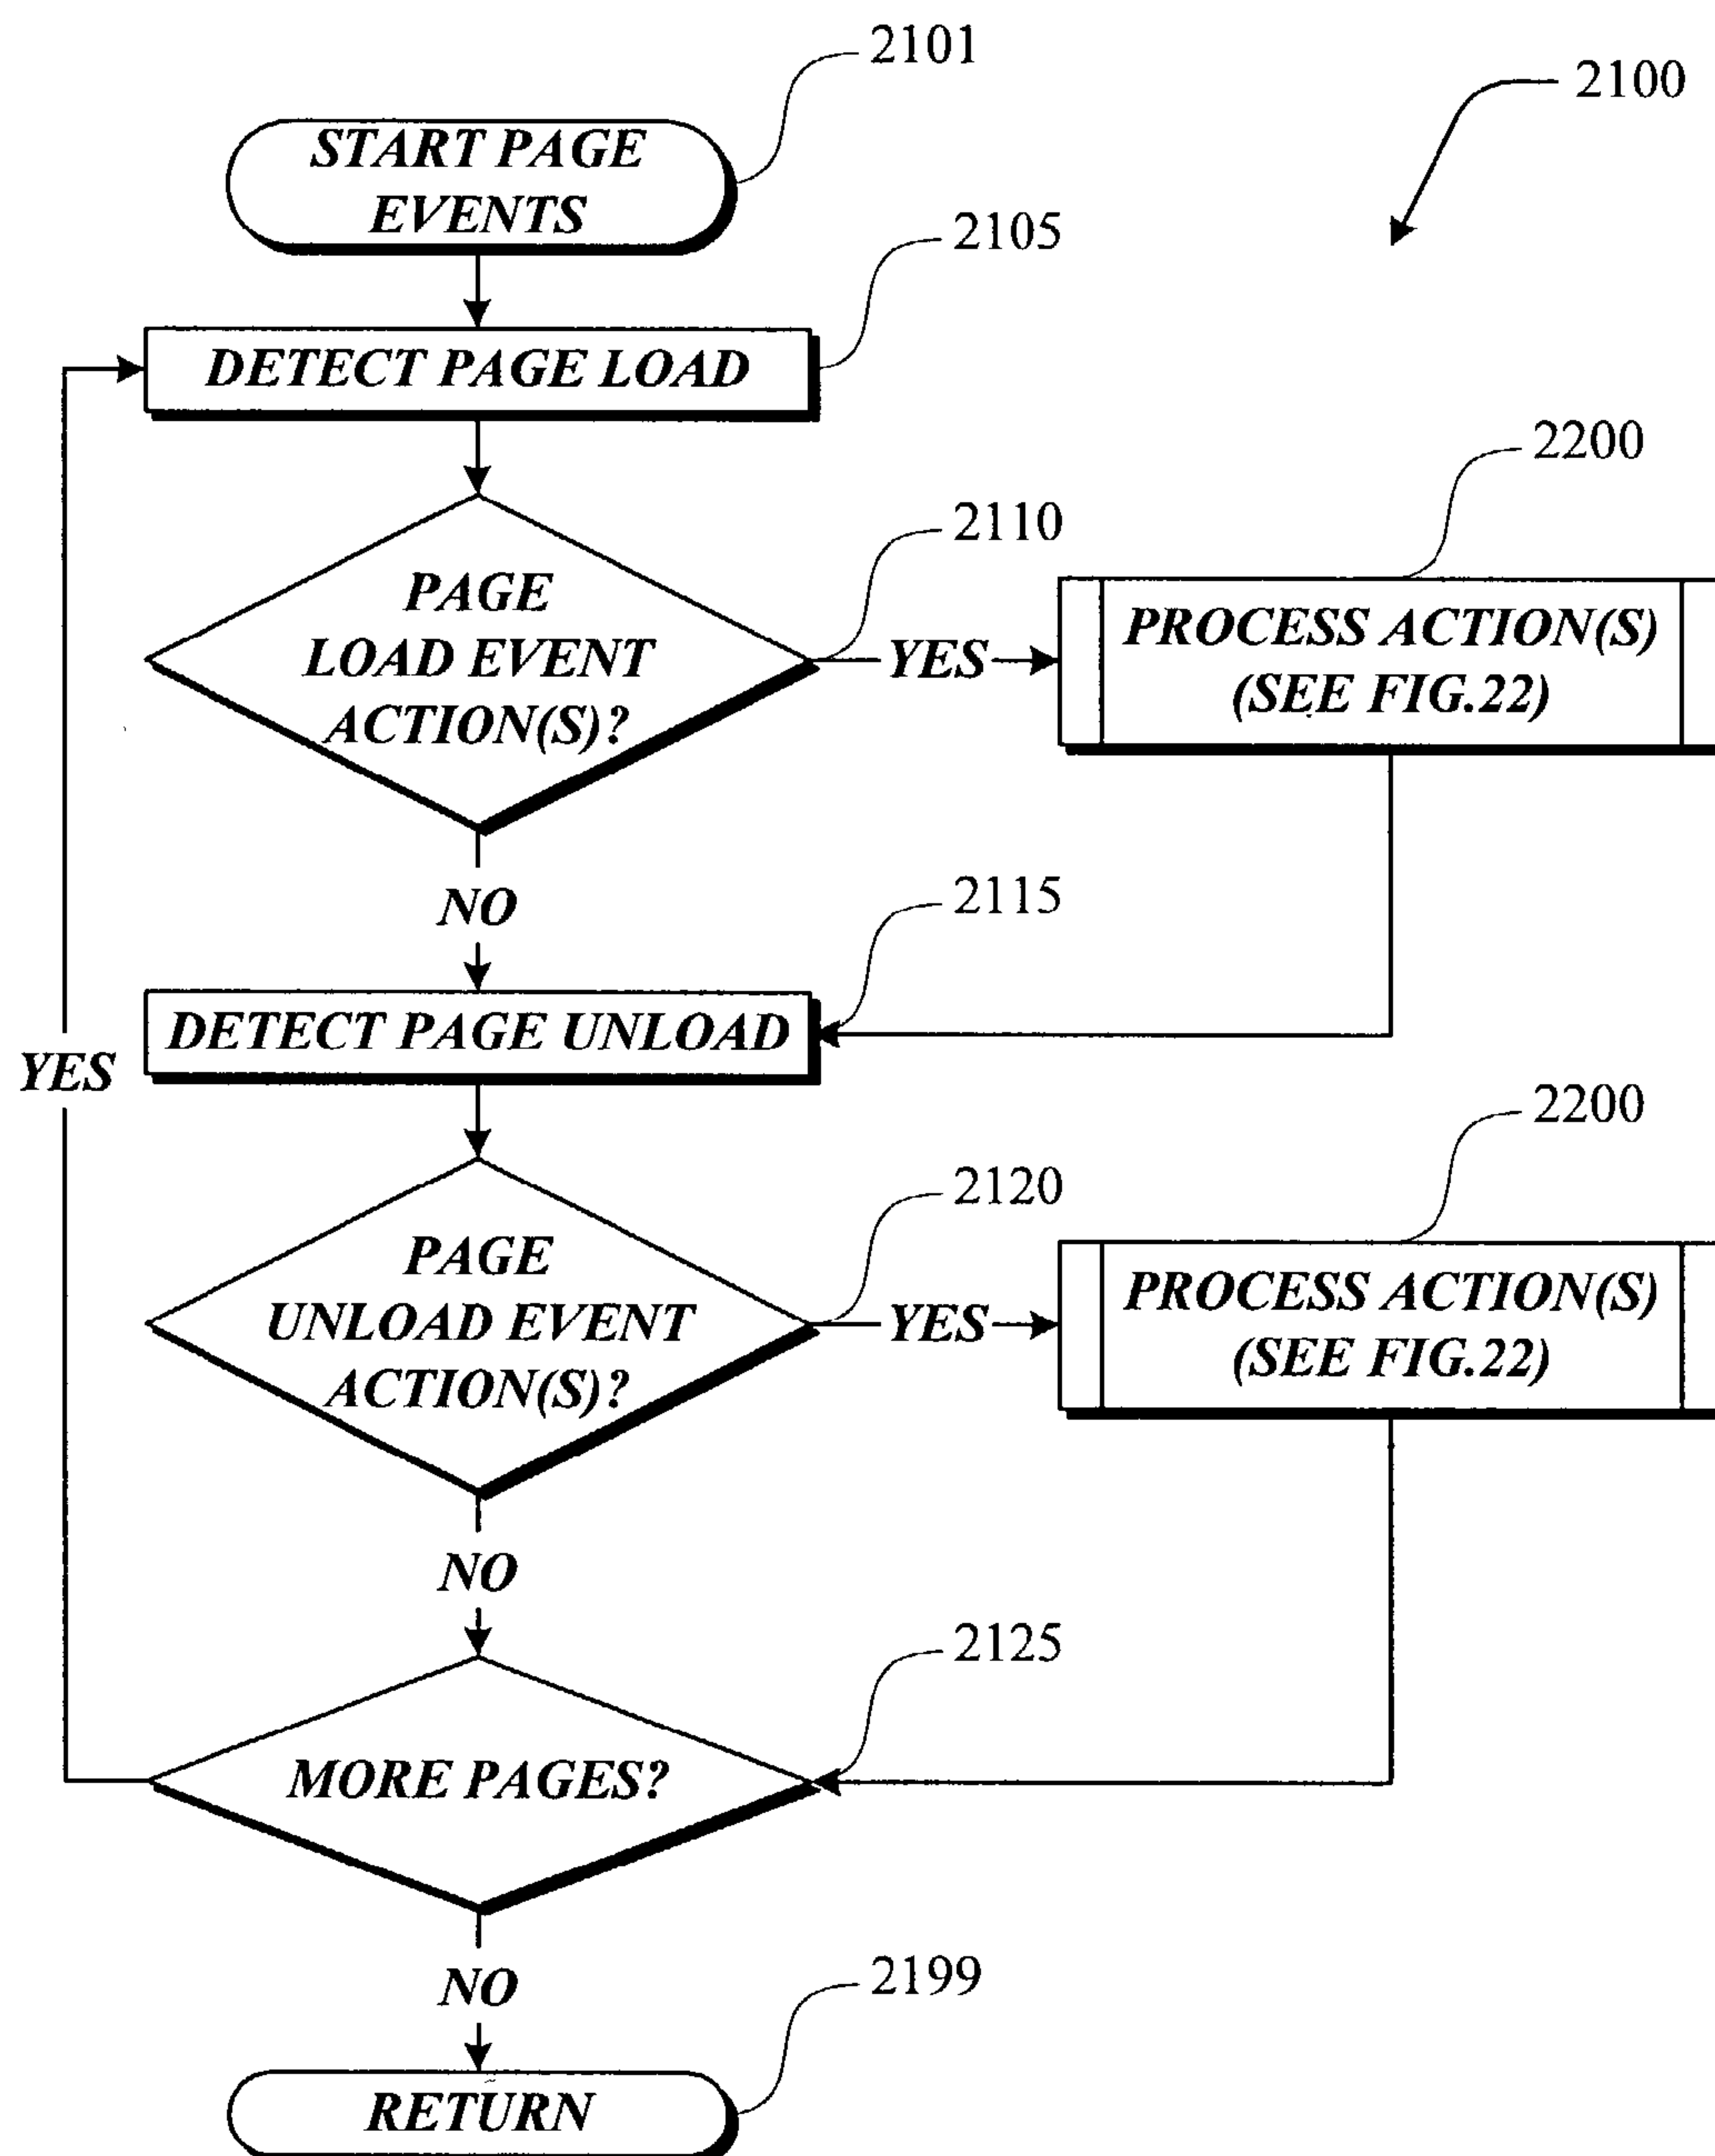 2101
2100
START PAGE
EVENTS
2105
DETECT PAGE LOAD
2200
2110
PAGE
LOAD EVENT
ACTION(S)?
YES
PROCESS ACTION(S)
(SEE FIG.22)
NO
2115
DETECT PAGE UNLOAD
YES
2200
2120
PAGE
UNLOAD EVENT
ACTION(S)?
YES
PROCESS ACTION(S)
(SEE FIG.22)
NO
2125
MORE PAGES?
NO
2199
RETURN